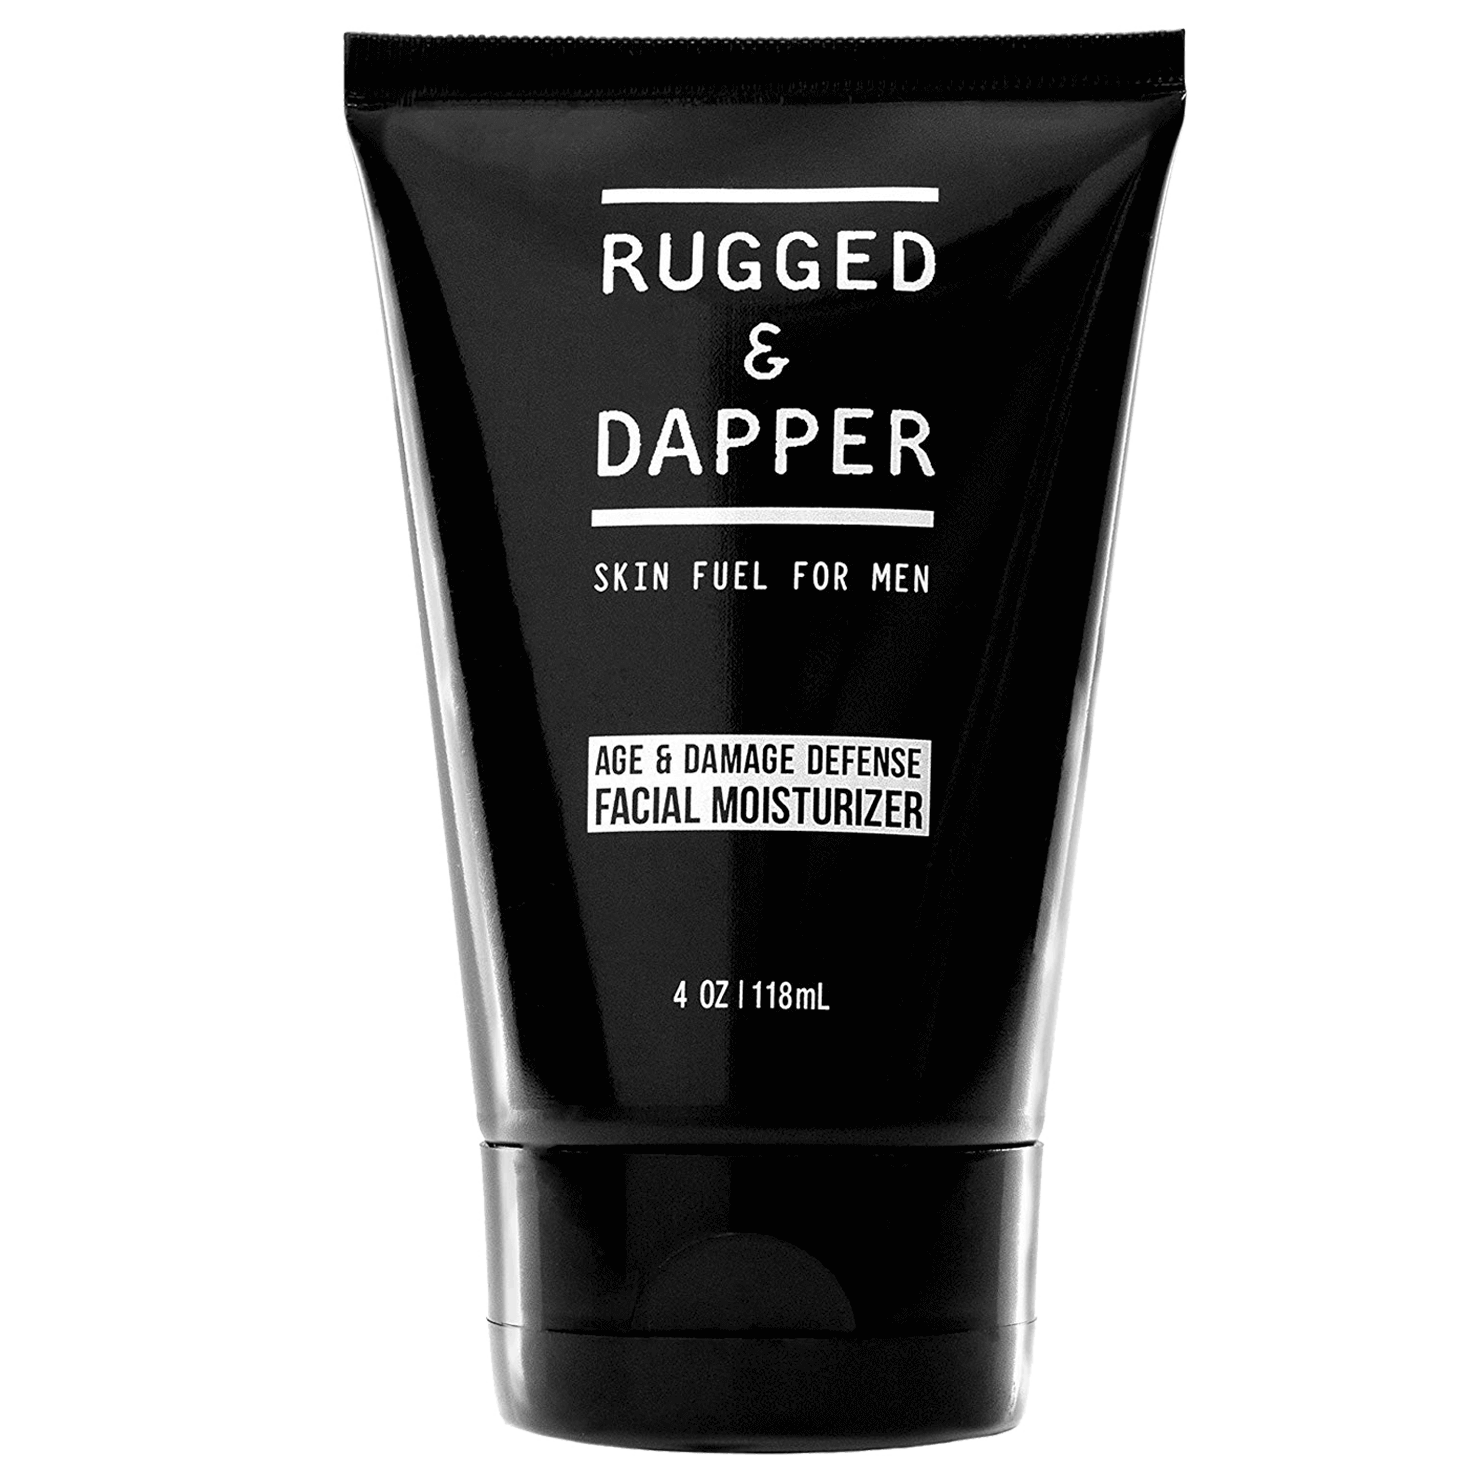 RUGGED
&
DAPPER
SKIN FUEL FOR MEN
AGE & DAMAGE DEFENSE
FACIAL MOISTURIZER
4 OZ | 118mL